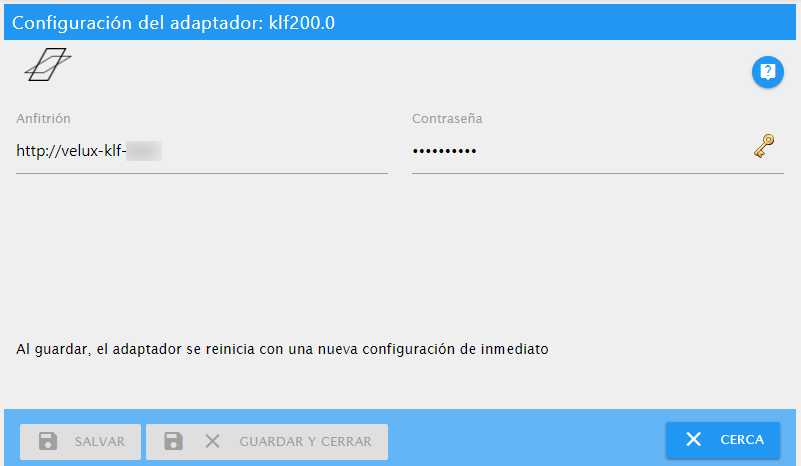 Configuración del adaptador: klf200.0
Anfitrión
Contraseña
http://velux-klf-
••••••••••
Al guardar, el adaptador se reinicia con una nueva configuración de inmediato
SALVAR
GUARDAR Y CERRAR
CERCA